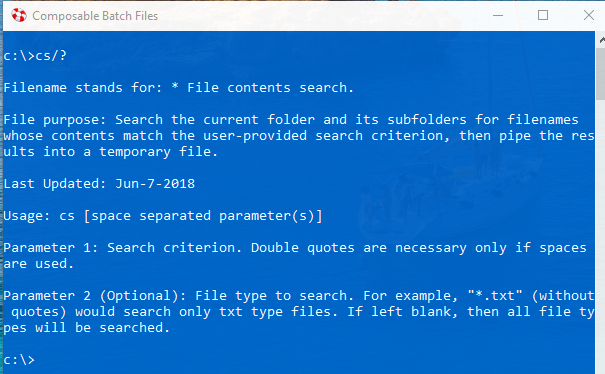 Composable Batch Files
c:\>cs/?
Filename stands for: * File contents search.
File purpose: Search the current folder and its subfolders for filenames
whose contents match the user-provided search criterion, then pipe the res
ults into a temporary file.
Last Updated: Jun-7-2018
Usage: cs [space separated parameter(s)]
Parameter 1: Search criterion. Double quotes are necessary only if spaces
are used.
Parameter 2 (Optional): File type to search. For example, "*.txt" (without
 quotes) would search only txt type files. If left blank, then all file ty
pes will be searched.
c:\>